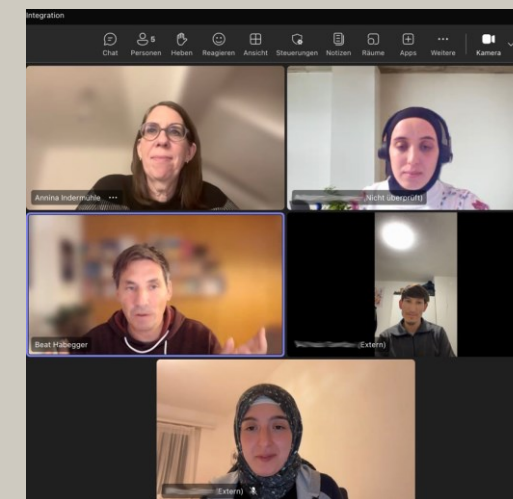 Integration
5
Chat Personen Heben Reagieren Ansicht Steuerungen Notizen Räume Apps Weitere Kamera
Annina Indermühle ...
(Nicht überprüft)
Beat Habegger
(Extern)
(Extern)